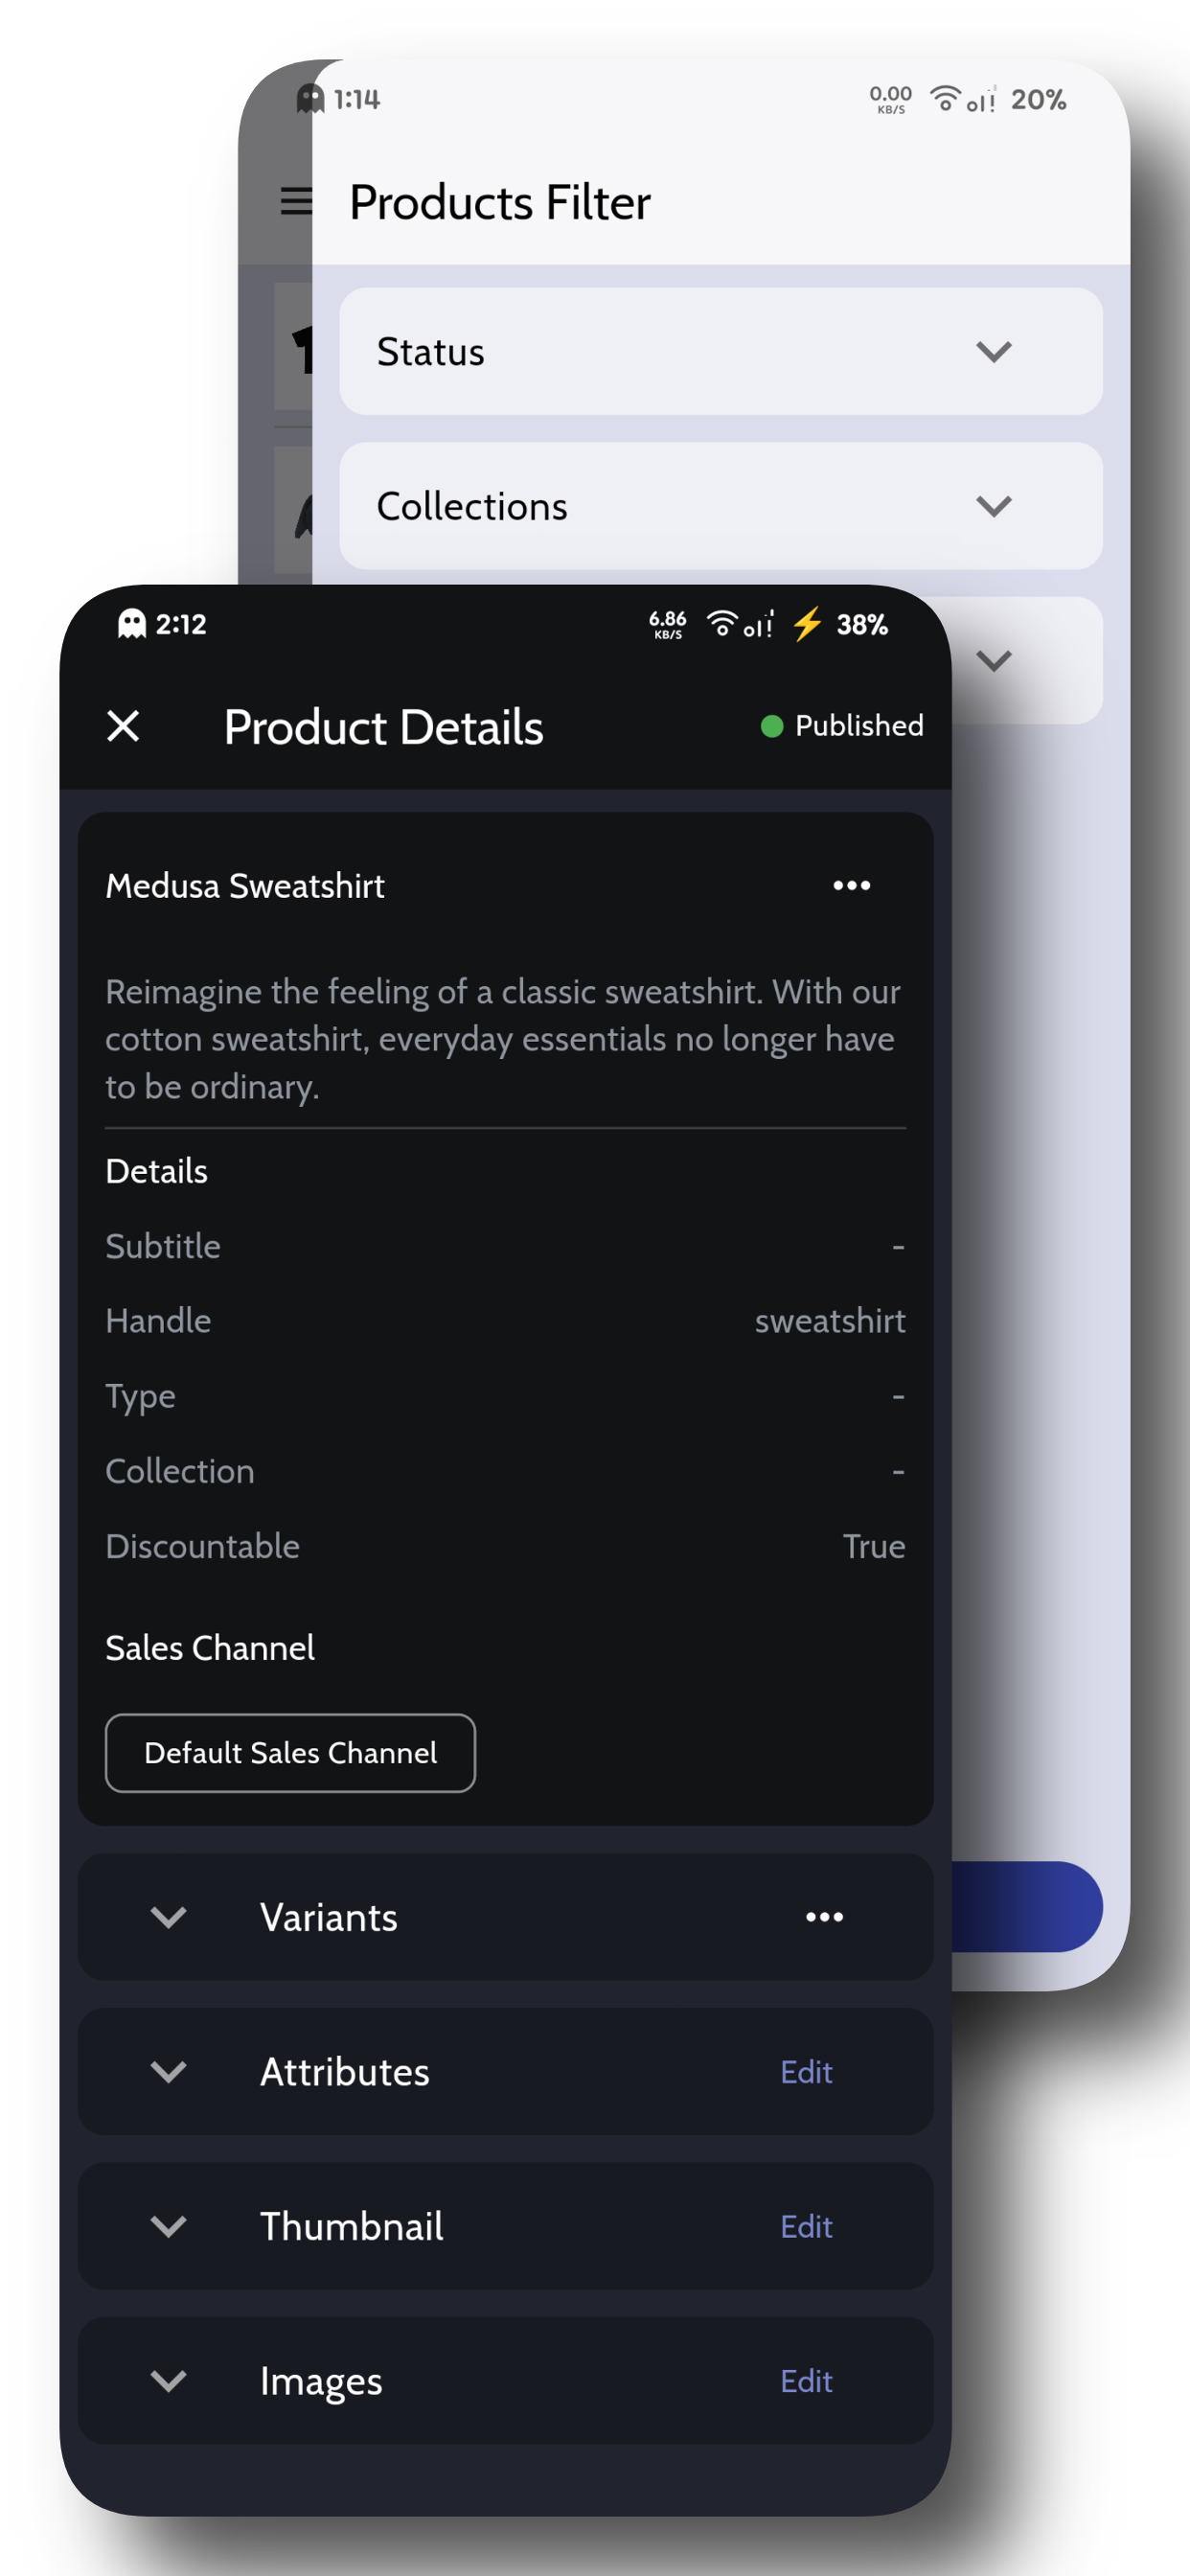 1:14
0.00
KB/S
20%
Products Filter
Status
Collections
2:12
6.86
KB/S
38%
Product Details
Published
Medusa Sweatshirt
Reimagine the feeling of a classic sweatshirt. With our
cotton sweatshirt, everyday essentials no longer have
to be ordinary.
Details
Subtitle -
Handle sweatshirt
Type -
Collection -
Discountable True
Sales Channel
Default Sales Channel
Variants
Attributes Edit
Thumbnail Edit
Images Edit